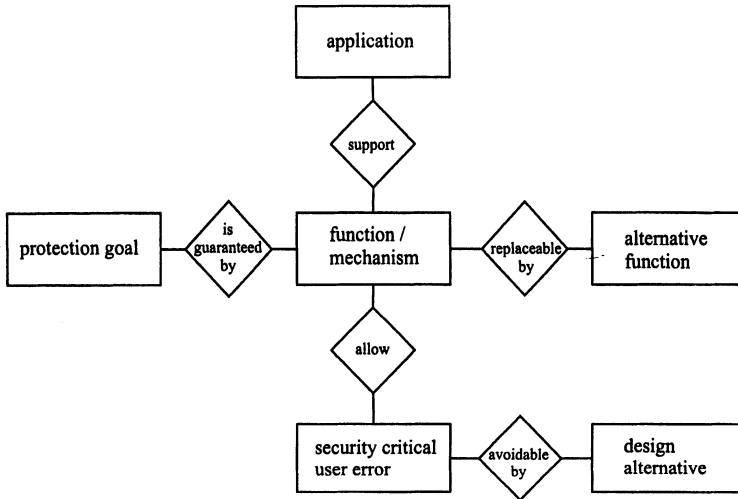 application
support
protection goal
is
guaranteed
by
function /
mechanism
replaceable
by
alternative
function
allow
security critical
user error
avoidable
by
design
alternative